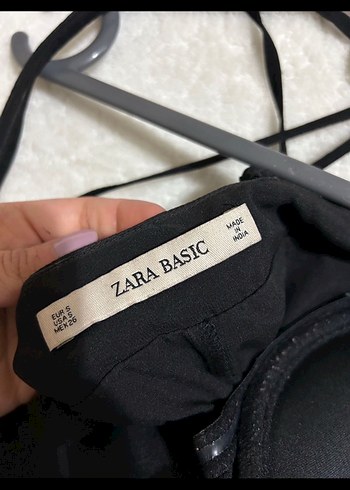 EUR S
USA S
MEX 26
ZARA BASIC
MADE
IN
INDIA